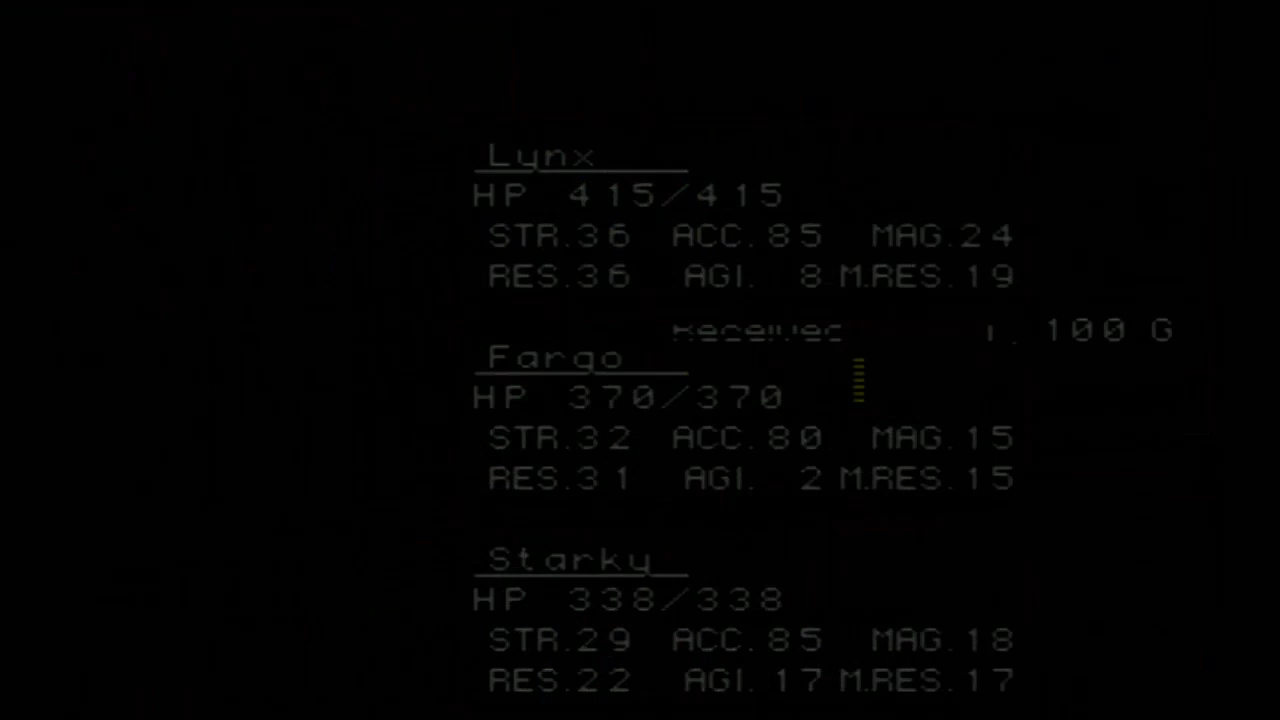 Lynx
HP 415/415
STR.36 ACC.85 MAG.24
RES.36 AGI. 8 M.RES.19
Received 100 G
Fargo
HP 370/370
STR.32 ACC.80 MAG.15
RES.31 AGI. 2 M.RES.15
Starky
HP 338/338
STR.29 ACC.85 MAG.18
RES.22 AGI.17 M.RES.17